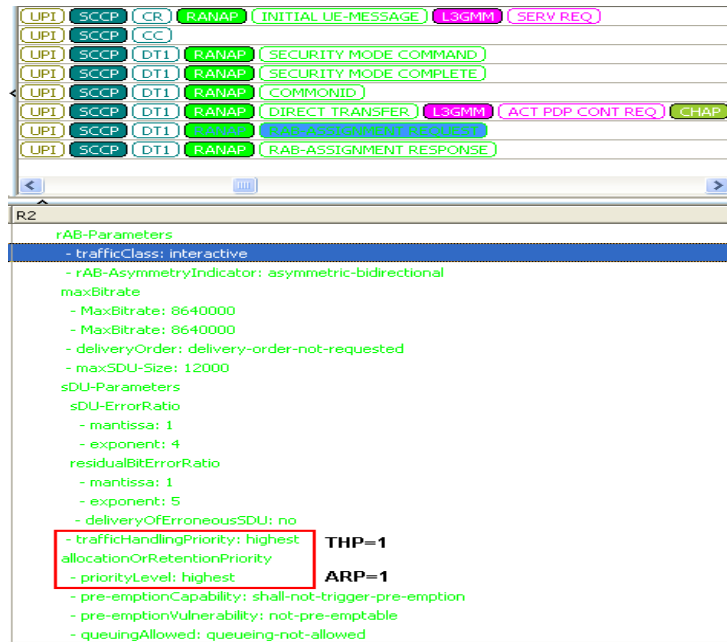 UPI SCCP CR RANAP INITIAL UE-MESSAGE L3GMM SERV REQ
UPI SCCP CC
UPI SCCP DT1 RANAP SECURITY MODE COMMAND
UPI SCCP DT1 RANAP SECURITY MODE COMPLETE
UPI SCCP DT1 RANAP COMMONID
UPI SCCP DT1 RANAP DIRECT TRANSFER L3GMM ACT PDP CONT REQ CHAP
UPI SCCP DT1 RANAP RAB-ASSIGNMENT REQUEST
UPI SCCP DT1 RANAP RAB-ASSIGNMENT RESPONSE
R2
rAB-Parameters
- trafficClass: interactive
- rAB-AsymmetryIndicator: asymmetric-bidirectional
maxBitrate
- MaxBitrate: 8640000
- MaxBitrate: 8640000
- deliveryOrder: delivery-order-not-requested
- maxSDU-Size: 12000
sDU-Parameters
sDU-ErrorRatio
- mantissa: 1
- exponent: 4
residualBitErrorRatio
- mantissa: 1
- exponent: 5
- deliveryOfErroneousSDU: no
- trafficHandlingPriority: highest THP=1
allocationOrRetentionPriority
- priorityLevel: highest ARP=1
- pre-emptionCapability: shall-not-trigger-pre-emption
- pre-emptionVulnerability: not-pre-emptable
- queuingAllowed: queueing-not-allowed